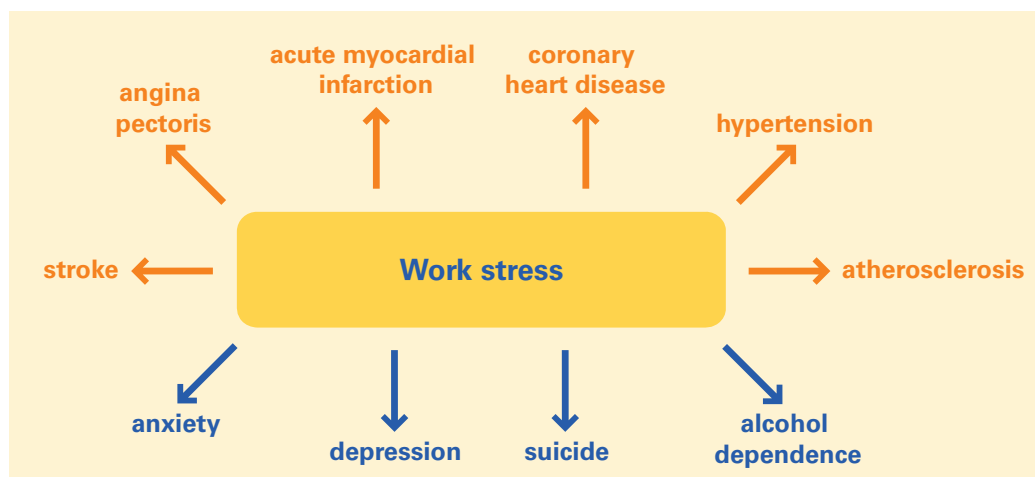 acute myocardial
infarction
coronary
heart disease
angina
pectoris
hypertension
stroke
Work stress
atherosclerosis
anxiety
depression
suicide
alcohol
dependence